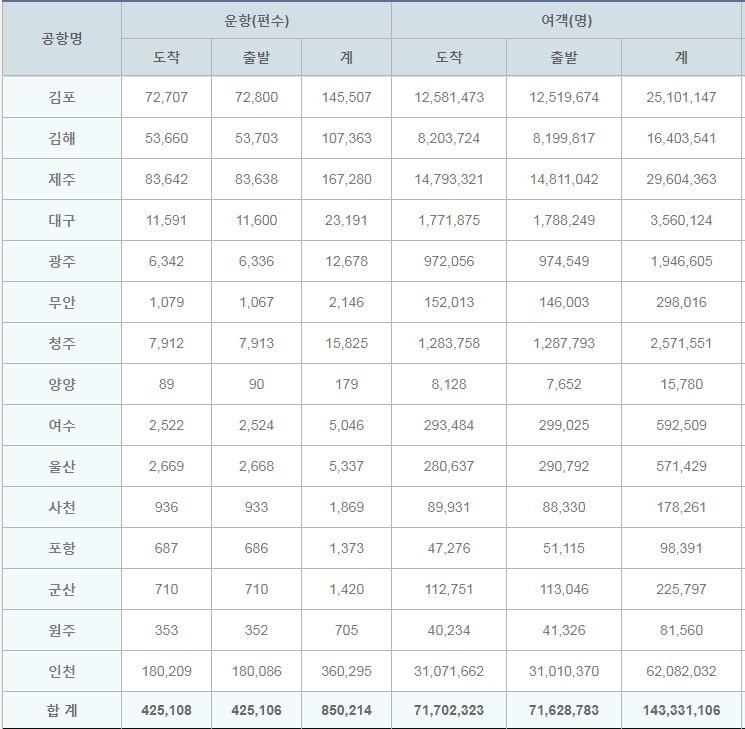 공항명 운항(편수) 여객(명)
도착 출발 계 도착 출발 계
김포 72,707 72,800 145,507 12,581,473 12,519,674 25,101,147
김해 53,660 53,703 107,363 8,203,724 8,199,817 16,403,541
제주 83,642 83,638 167,280 14,793,321 14,811,042 29,604,363
대구 11,591 11,600 23,191 1,771,875 1,788,249 3,560,124
광주 6,342 6,336 12,678 972,056 974,549 1,946,605
무안 1,079 1,067 2,146 152,013 146,003 298,016
청주 7,912 7,913 15,825 1,283,758 1,287,793 2,571,551
양양 89 90 179 8,128 7,652 15,780
여수 2,522 2,524 5,046 293,484 299,025 592,509
울산 2,669 2,668 5,337 280,637 290,792 571,429
사천 936 933 1,869 89,931 88,330 178,261
포항 687 686 1,373 47,276 51,115 98,391
군산 710 710 1,420 112,751 113,046 225,797
원주 353 352 705 40,234 41,326 81,560
인천 180,209 180,086 360,295 31,071,662 31,010,370 62,082,032
합 계 425,108 425,106 850,214 71,702,323 71,628,783 143,331,106